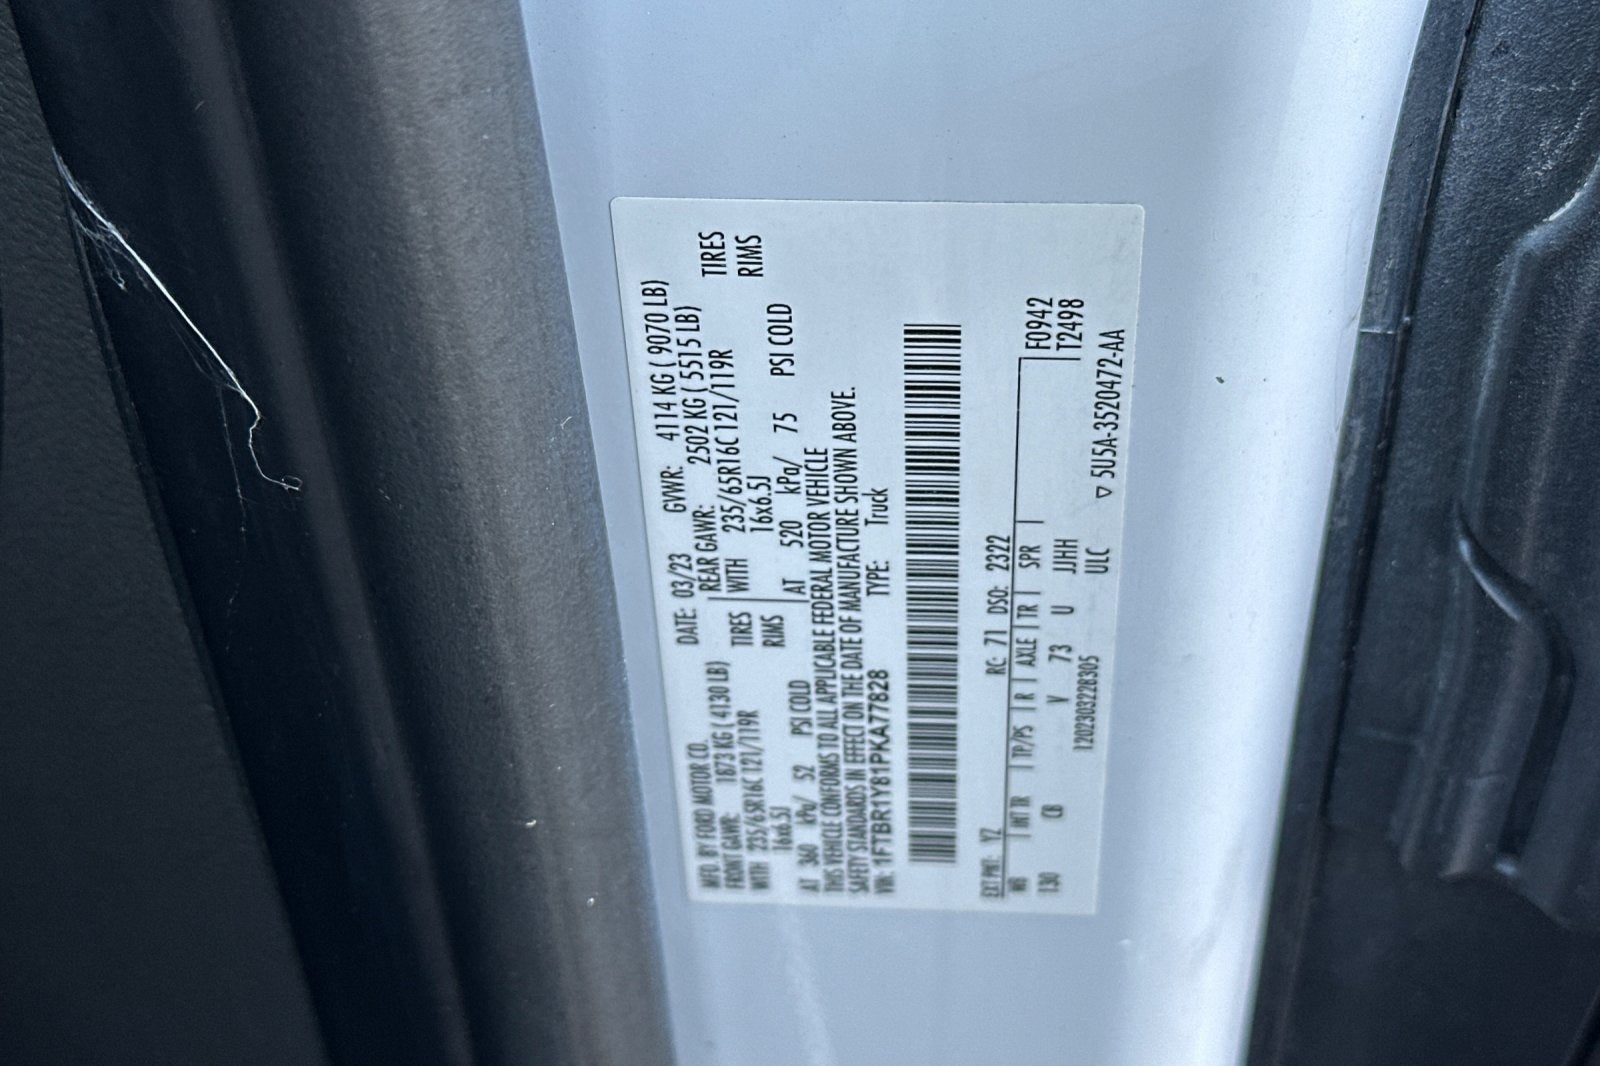 MFD. BY FORD MOTOR CO. DATE: 03/23 GVWR: 4114 KG ( 9070 LB)
FRONT GAWR: 1873 KG ( 4130 LB) REAR GAWR: 2502 KG ( 5515 LB)
WITH 235/65R16C 121/119R TIRES WITH 235/65R16C 121/119R TIRES
16x6.5J RIMS 16x6.5J RIMS
AT 360 kPa/ 52 PSI COLD AT 520 kPa/ 75 PSI COLD
THIS VEHICLE CONFORMS TO ALL APPLICABLE FEDERAL MOTOR VEHICLE
SAFETY STANDARDS IN EFFECT ON THE DATE OF MANUFACTURE SHOWN ABOVE.
VIN: 1FTBR1Y81PKA77828 TYPE: Truck
EXT PNT: YZ RC: 71 DSO: 2322 F0942
WB INT TR TP/PS R AXLE TR SPR T2498
130 CB V 73 U JJHH
1202303228305 ULC ▽ 5U5A-3520472-AA